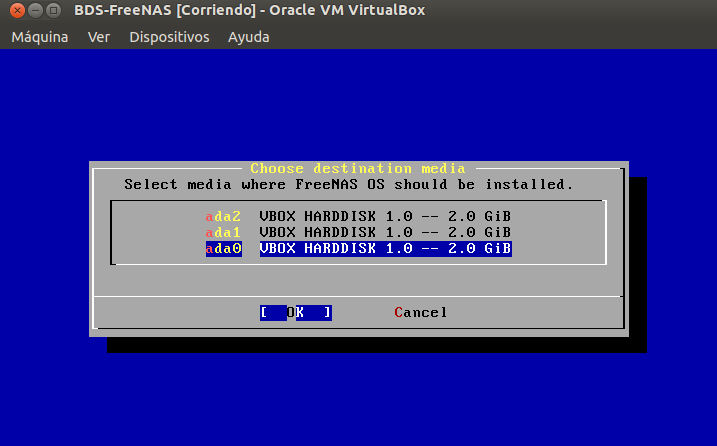 BDS-FreeNAS [Corriendo] - Oracle VM VirtualBox
Máquina Ver Dispositivos Ayuda
Choose destination media
Select media where FreeNAS OS should be installed.
ada2 VBOX HARDDISK 1.0 -- 2.0 GiB
ada1 VBOX HARDDISK 1.0 -- 2.0 GiB
ada0 VBOX HARDDISK 1.0 -- 2.0 GiB
[ OK ] Cancel